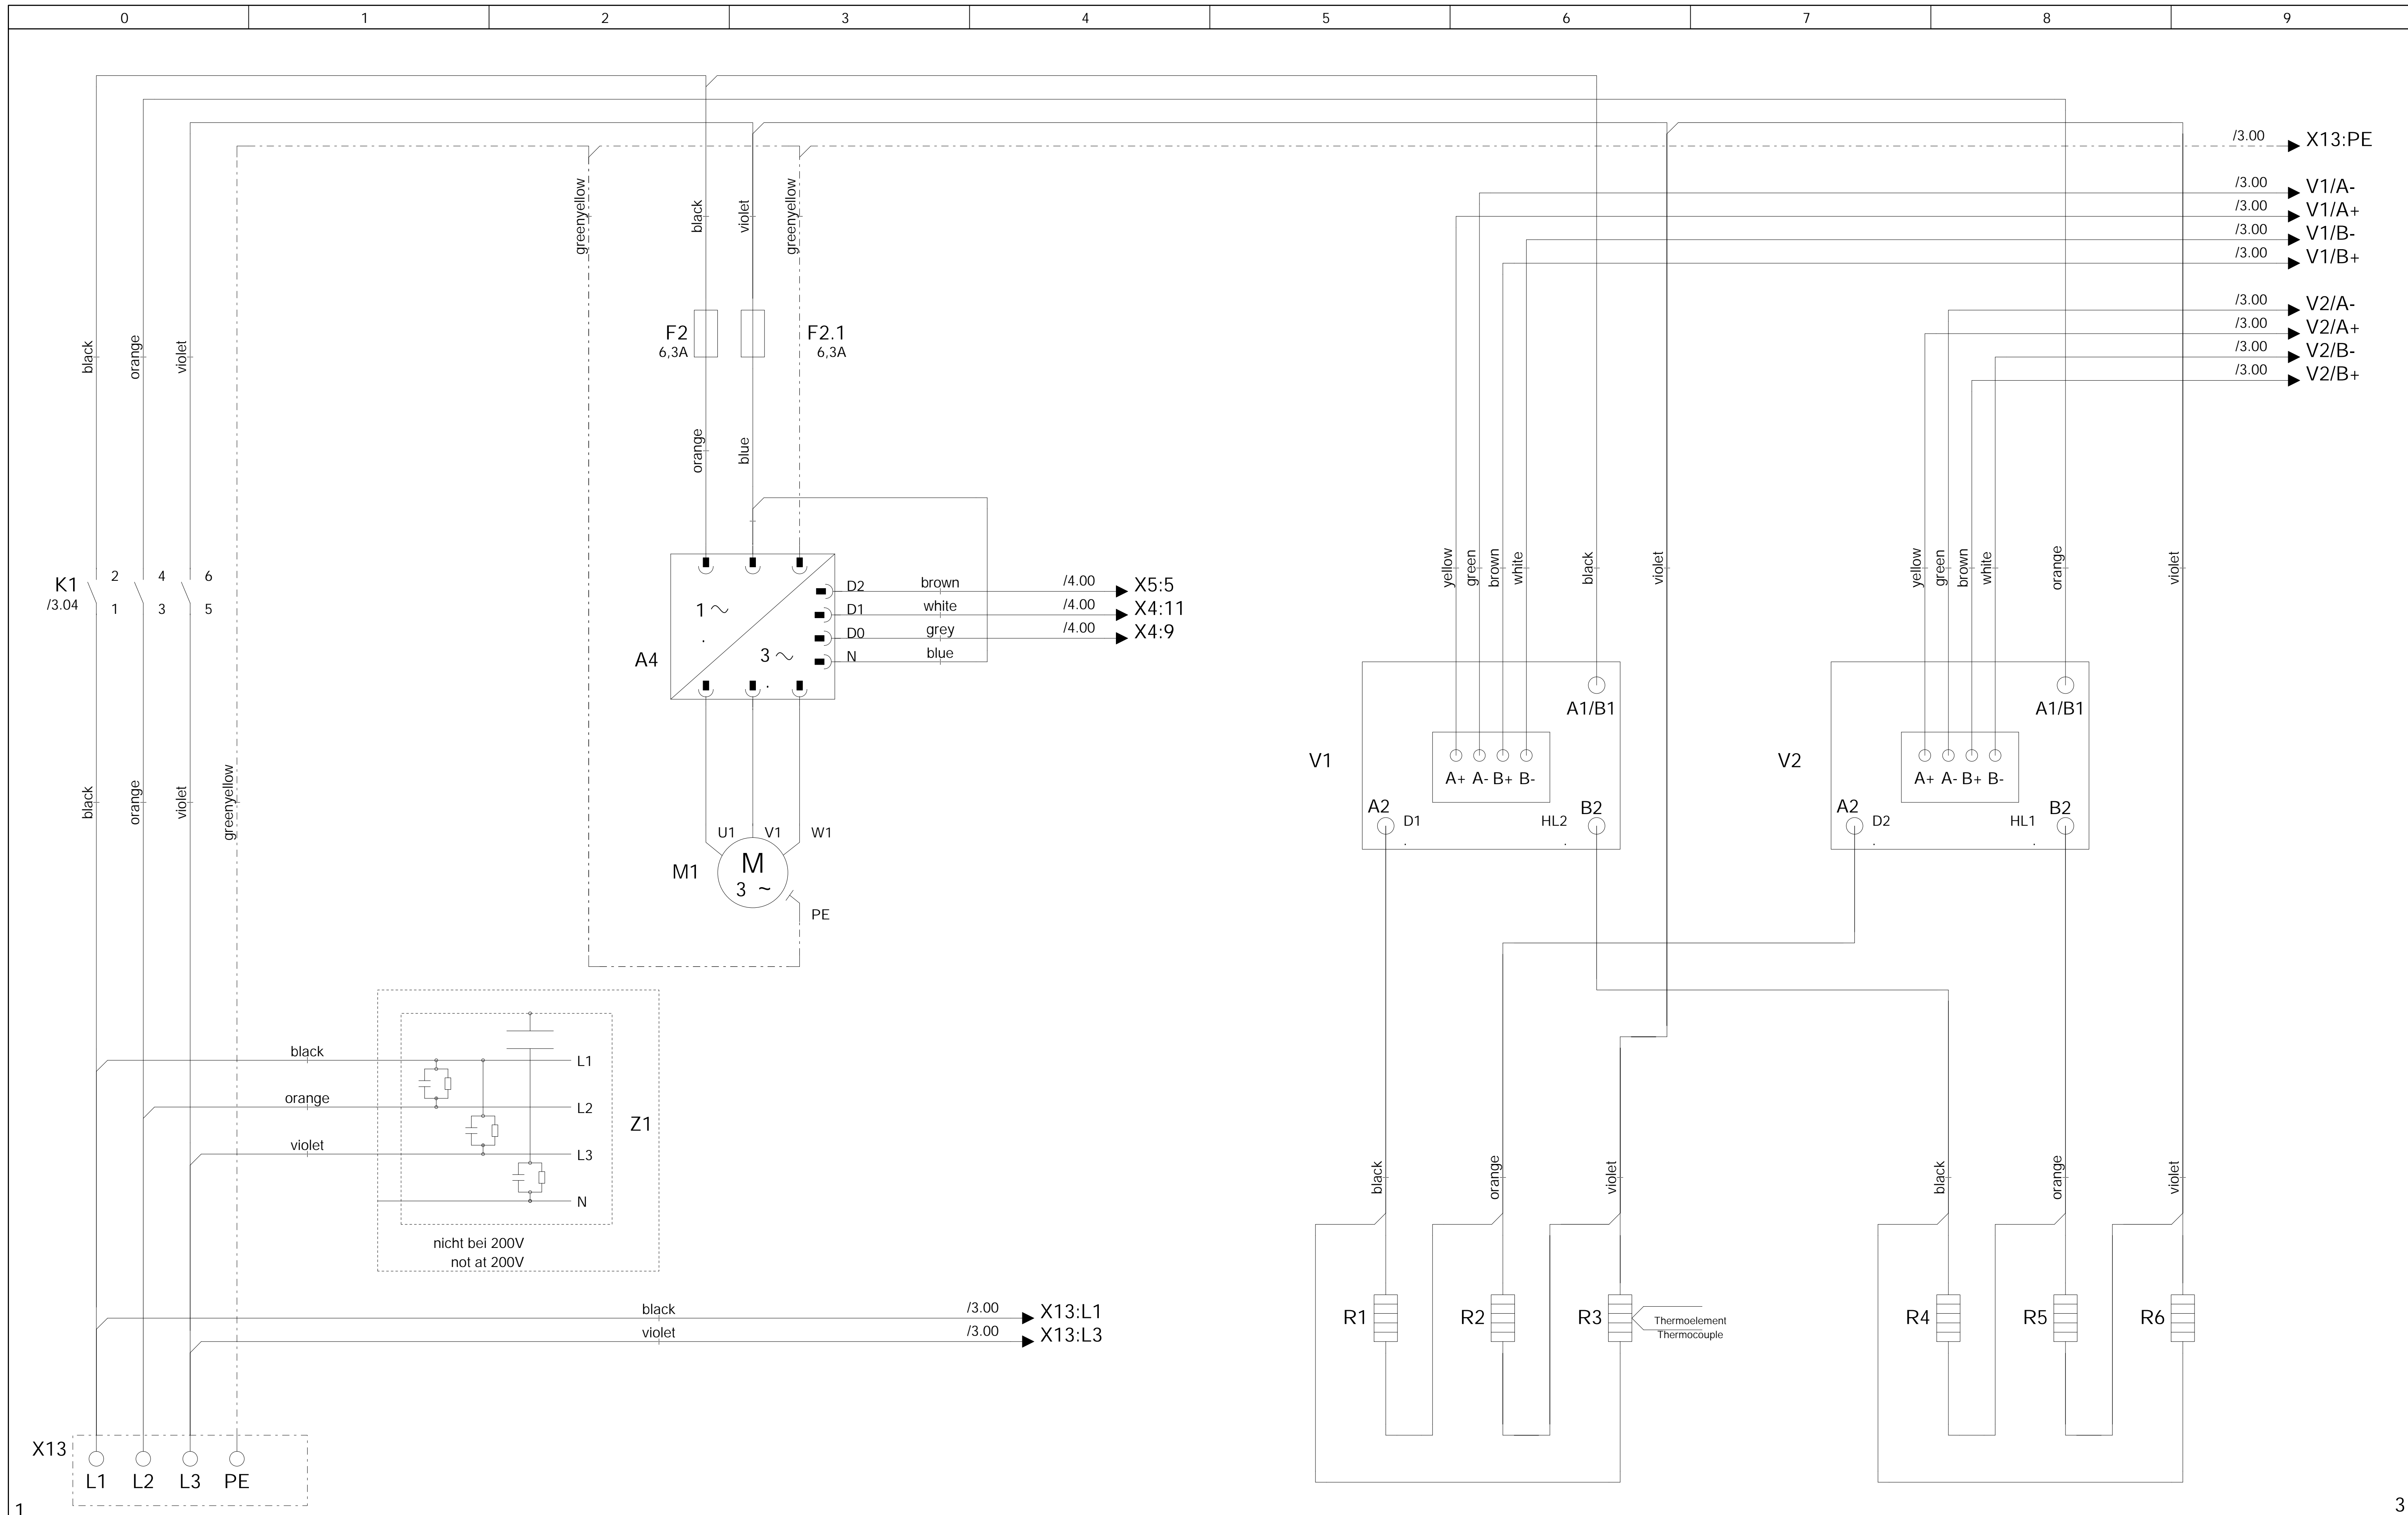 0 1 2 3 4 5 6 7 8 9
/3.00 X13:PE
/3.00 V1/A-
/3.00 V1/A+
/3.00 V1/B-
/3.00 V1/B+
/3.00 V2/A-
/3.00 V2/A+
/3.00 V2/B-
/3.00 V2/B+
greenyellow
black
violet
greenyellow
F2
6,3A
F2.1
6,3A
black
orange
violet
orange
blue
K1
/3.04
2 4 6
1 3 5
A4
1 ~
3 ~
D2 brown /4.00 X5:5
D1 white /4.00 X4:11
D0 grey /4.00 X4:9
N blue
yellow
green
brown
white
black
violet
yellow
green
brown
white
orange
violet
V1
A1/B1
A+ A- B+ B-
A2 D1 HL2 B2
V2
A1/B1
A+ A- B+ B-
A2 D2 HL1 B2
black
orange
violet
greenyellow
U1 V1 W1
M1
M
3 ~
PE
black L1
orange L2
Z1
violet L3
N
nicht bei 200V
not at 200V
black
orange
violet
black
orange
violet
black /3.00 X13:L1
violet /3.00 X13:L3
R1 R2 R3
Thermoelement
Thermocouple
R4 R5 R6
X13
L1 L2 L3 PE
1
3